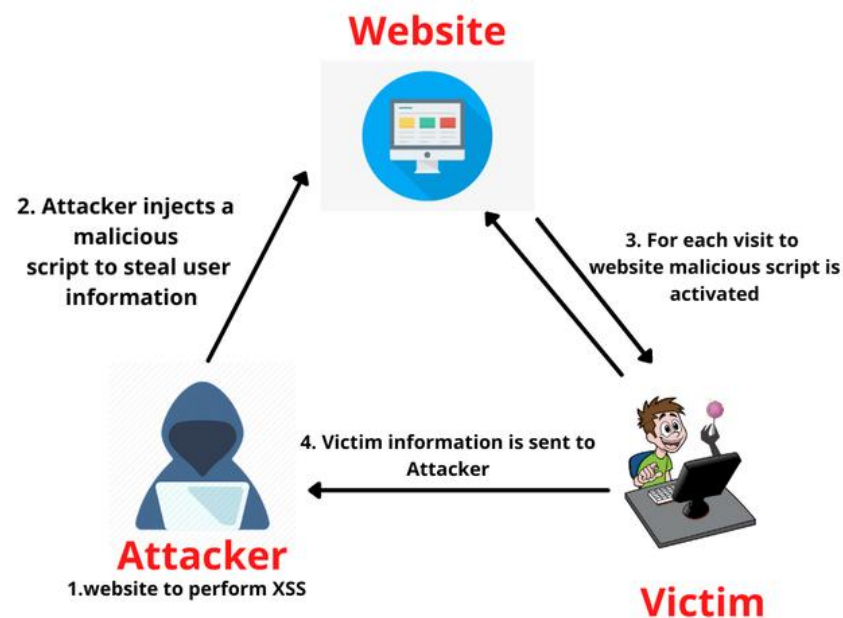 Website
2. Attacker injects a
malicious
script to steal user
information
3. For each visit to
website malicious script is
activated
4. Victim information is sent to
Attacker
Attacker
1.website to perform XSS
Victim